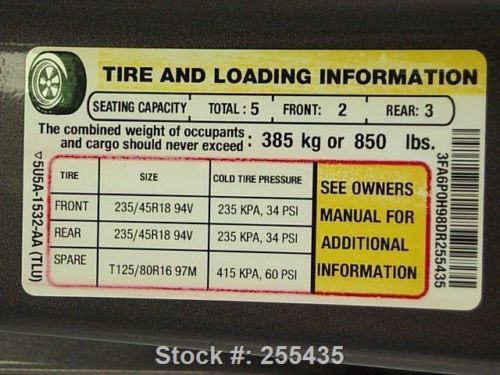 TIRE AND LOADING INFORMATION
SEATING CAPACITY TOTAL : 5 FRONT: 2 REAR: 3
The combined weight of occupants
and cargo should never exceed : 385 kg or 850 lbs.
TIRE SIZE COLD TIRE PRESSURE
FRONT 235/45R18 94V 235 KPA, 34 PSI
REAR 235/45R18 94V 235 KPA, 34 PSI
SPARE T125/80R16 97M 415 KPA, 60 PSI
SEE OWNERS
MANUAL FOR
ADDITIONAL
INFORMATION
▽5U5A-1532-AA (TLU)
3FA6P0H98DR255435
Stock #: 255435